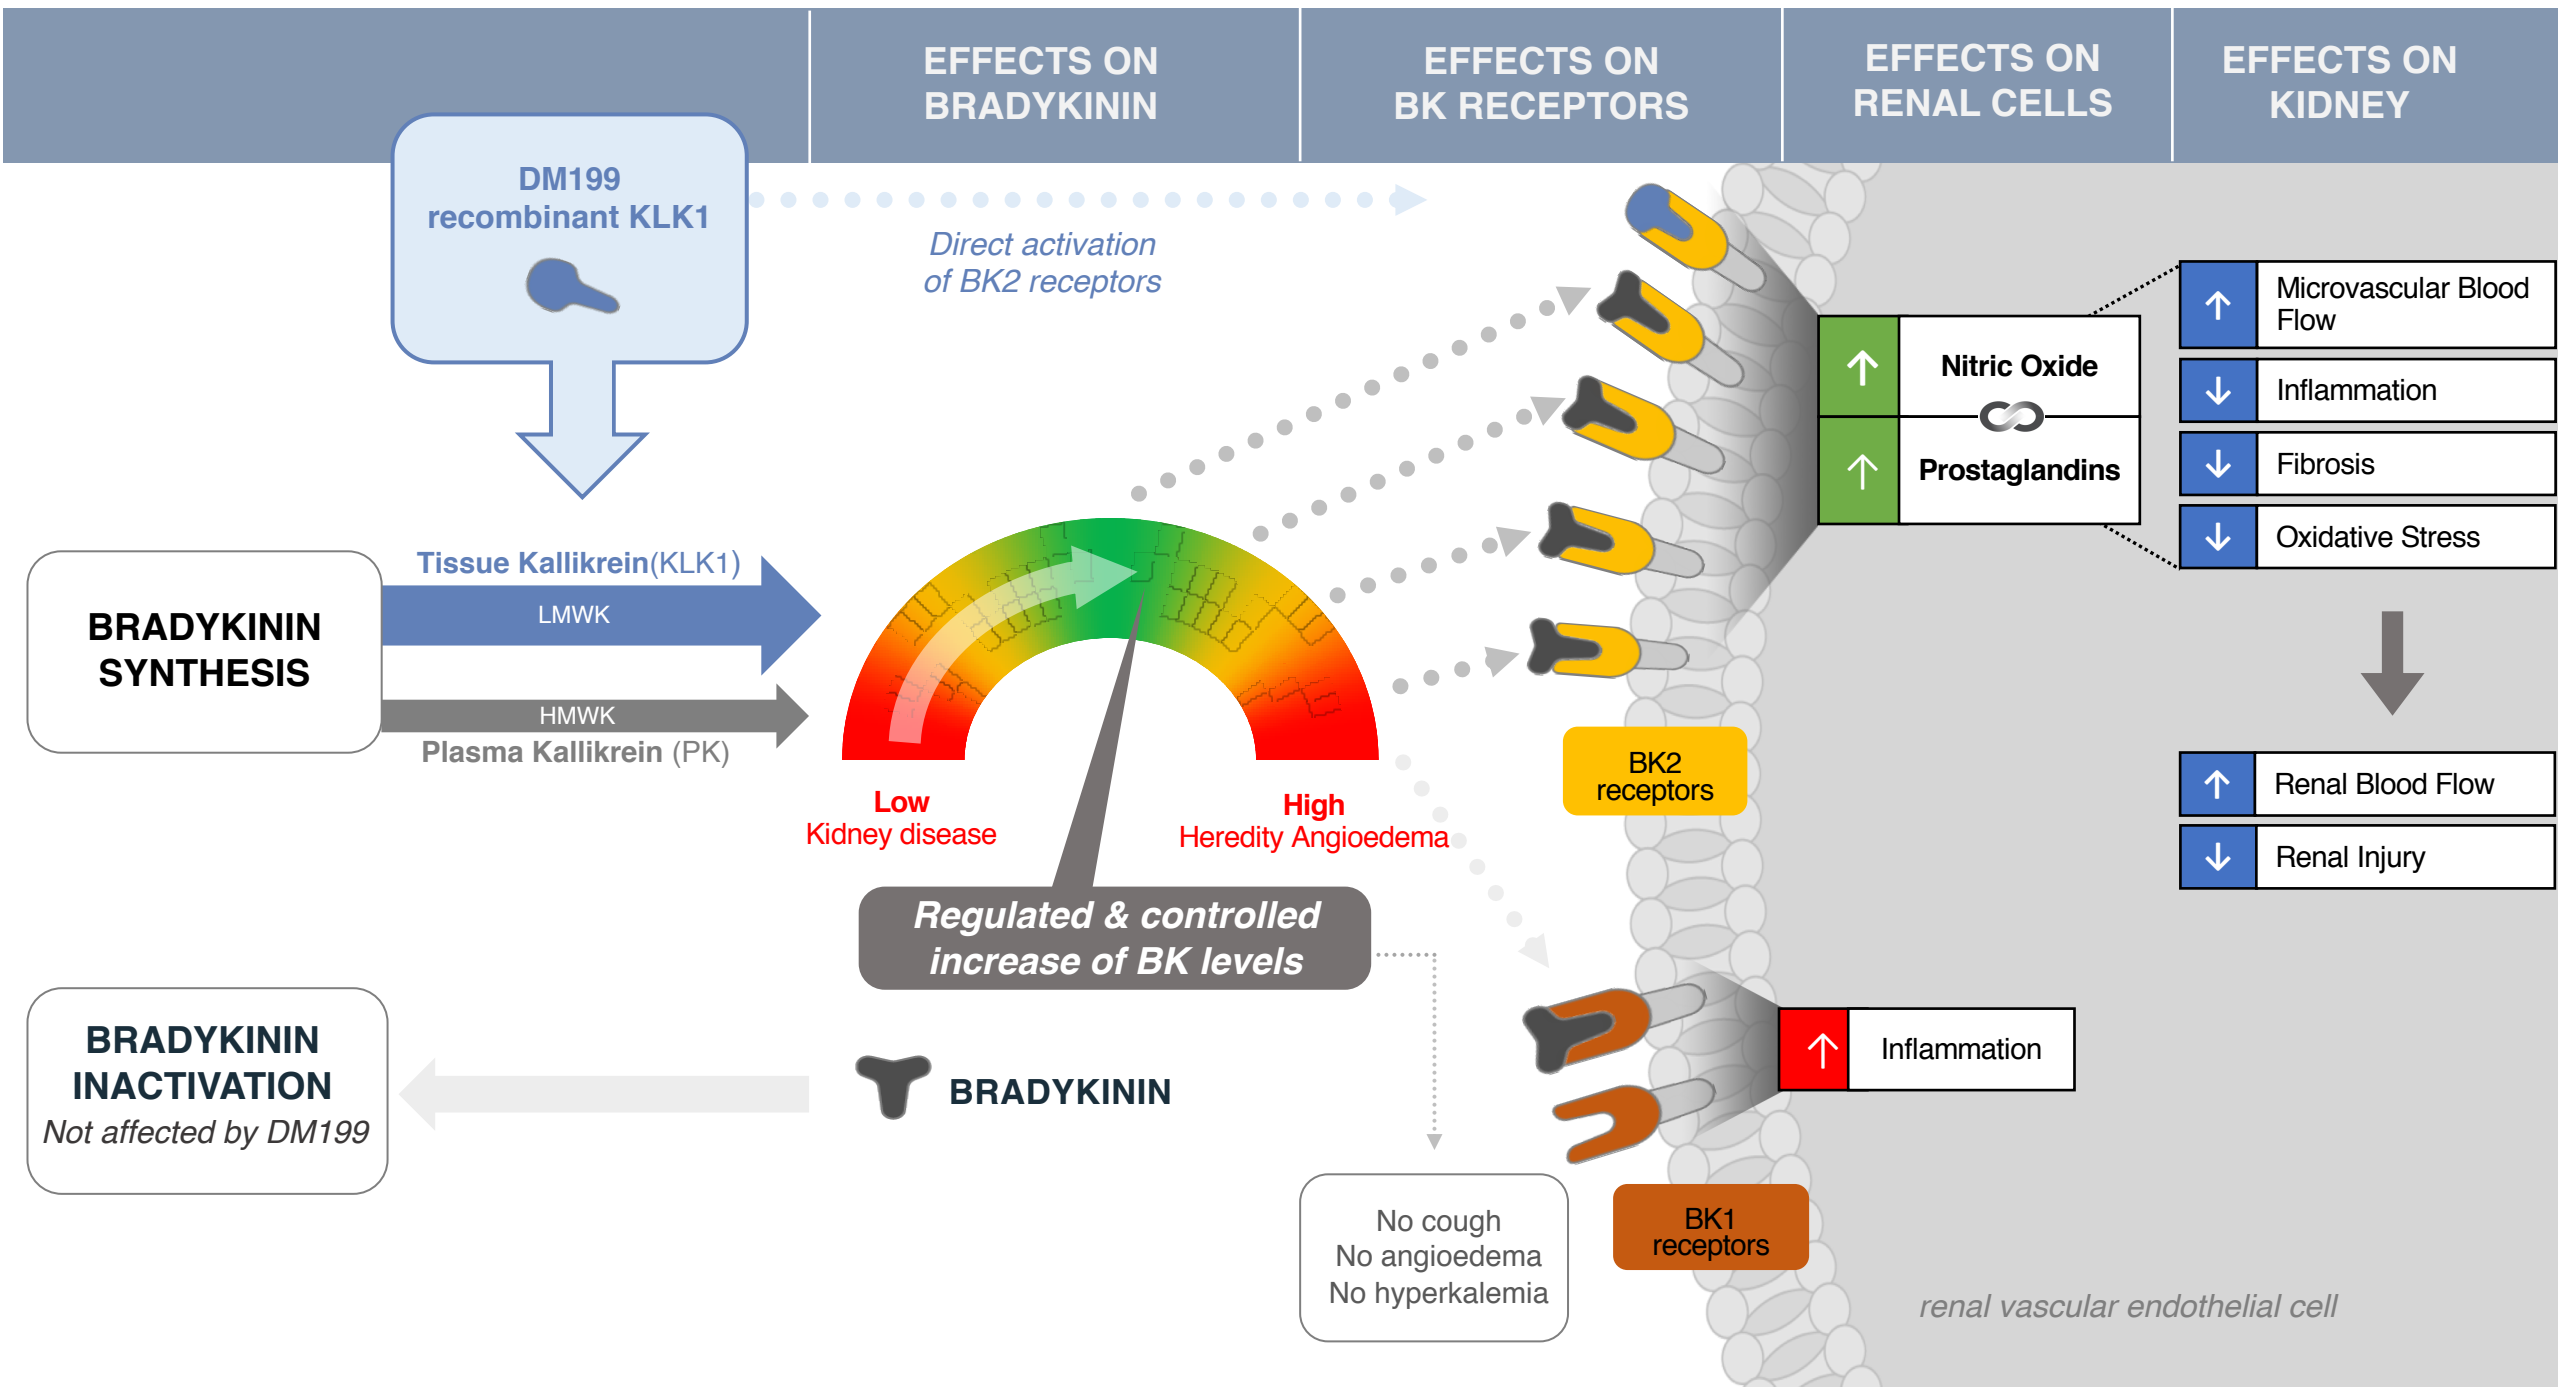 EFFECTS ON
BRADYKININ
EFFECTS ON
BK RECEPTORS
EFFECTS ON
RENAL CELLS
EFFECTS ON
KIDNEY
DM199
recombinant KLK1
Direct activation
of BK2 receptors
Microvascular Blood
Flow
Inflammation
Fibrosis
Oxidative Stress
Nitric Oxide
Prostaglandins
BRADYKININ
SYNTHESIS
Tissue Kallikrein(KLK1)
LMWK
HMWK
Plasma Kallikrein (PK)
Low
Kidney disease
High
Heredity Angioedema
BK2
receptors
Renal Blood Flow
Renal Injury
Regulated & controlled
increase of BK levels
BRADYKININ
INACTIVATION
Not affected by DM199
BRADYKININ
Inflammation
No cough
No angioedema
No hyperkalemia
BK1
receptors
renal vascular endothelial cell